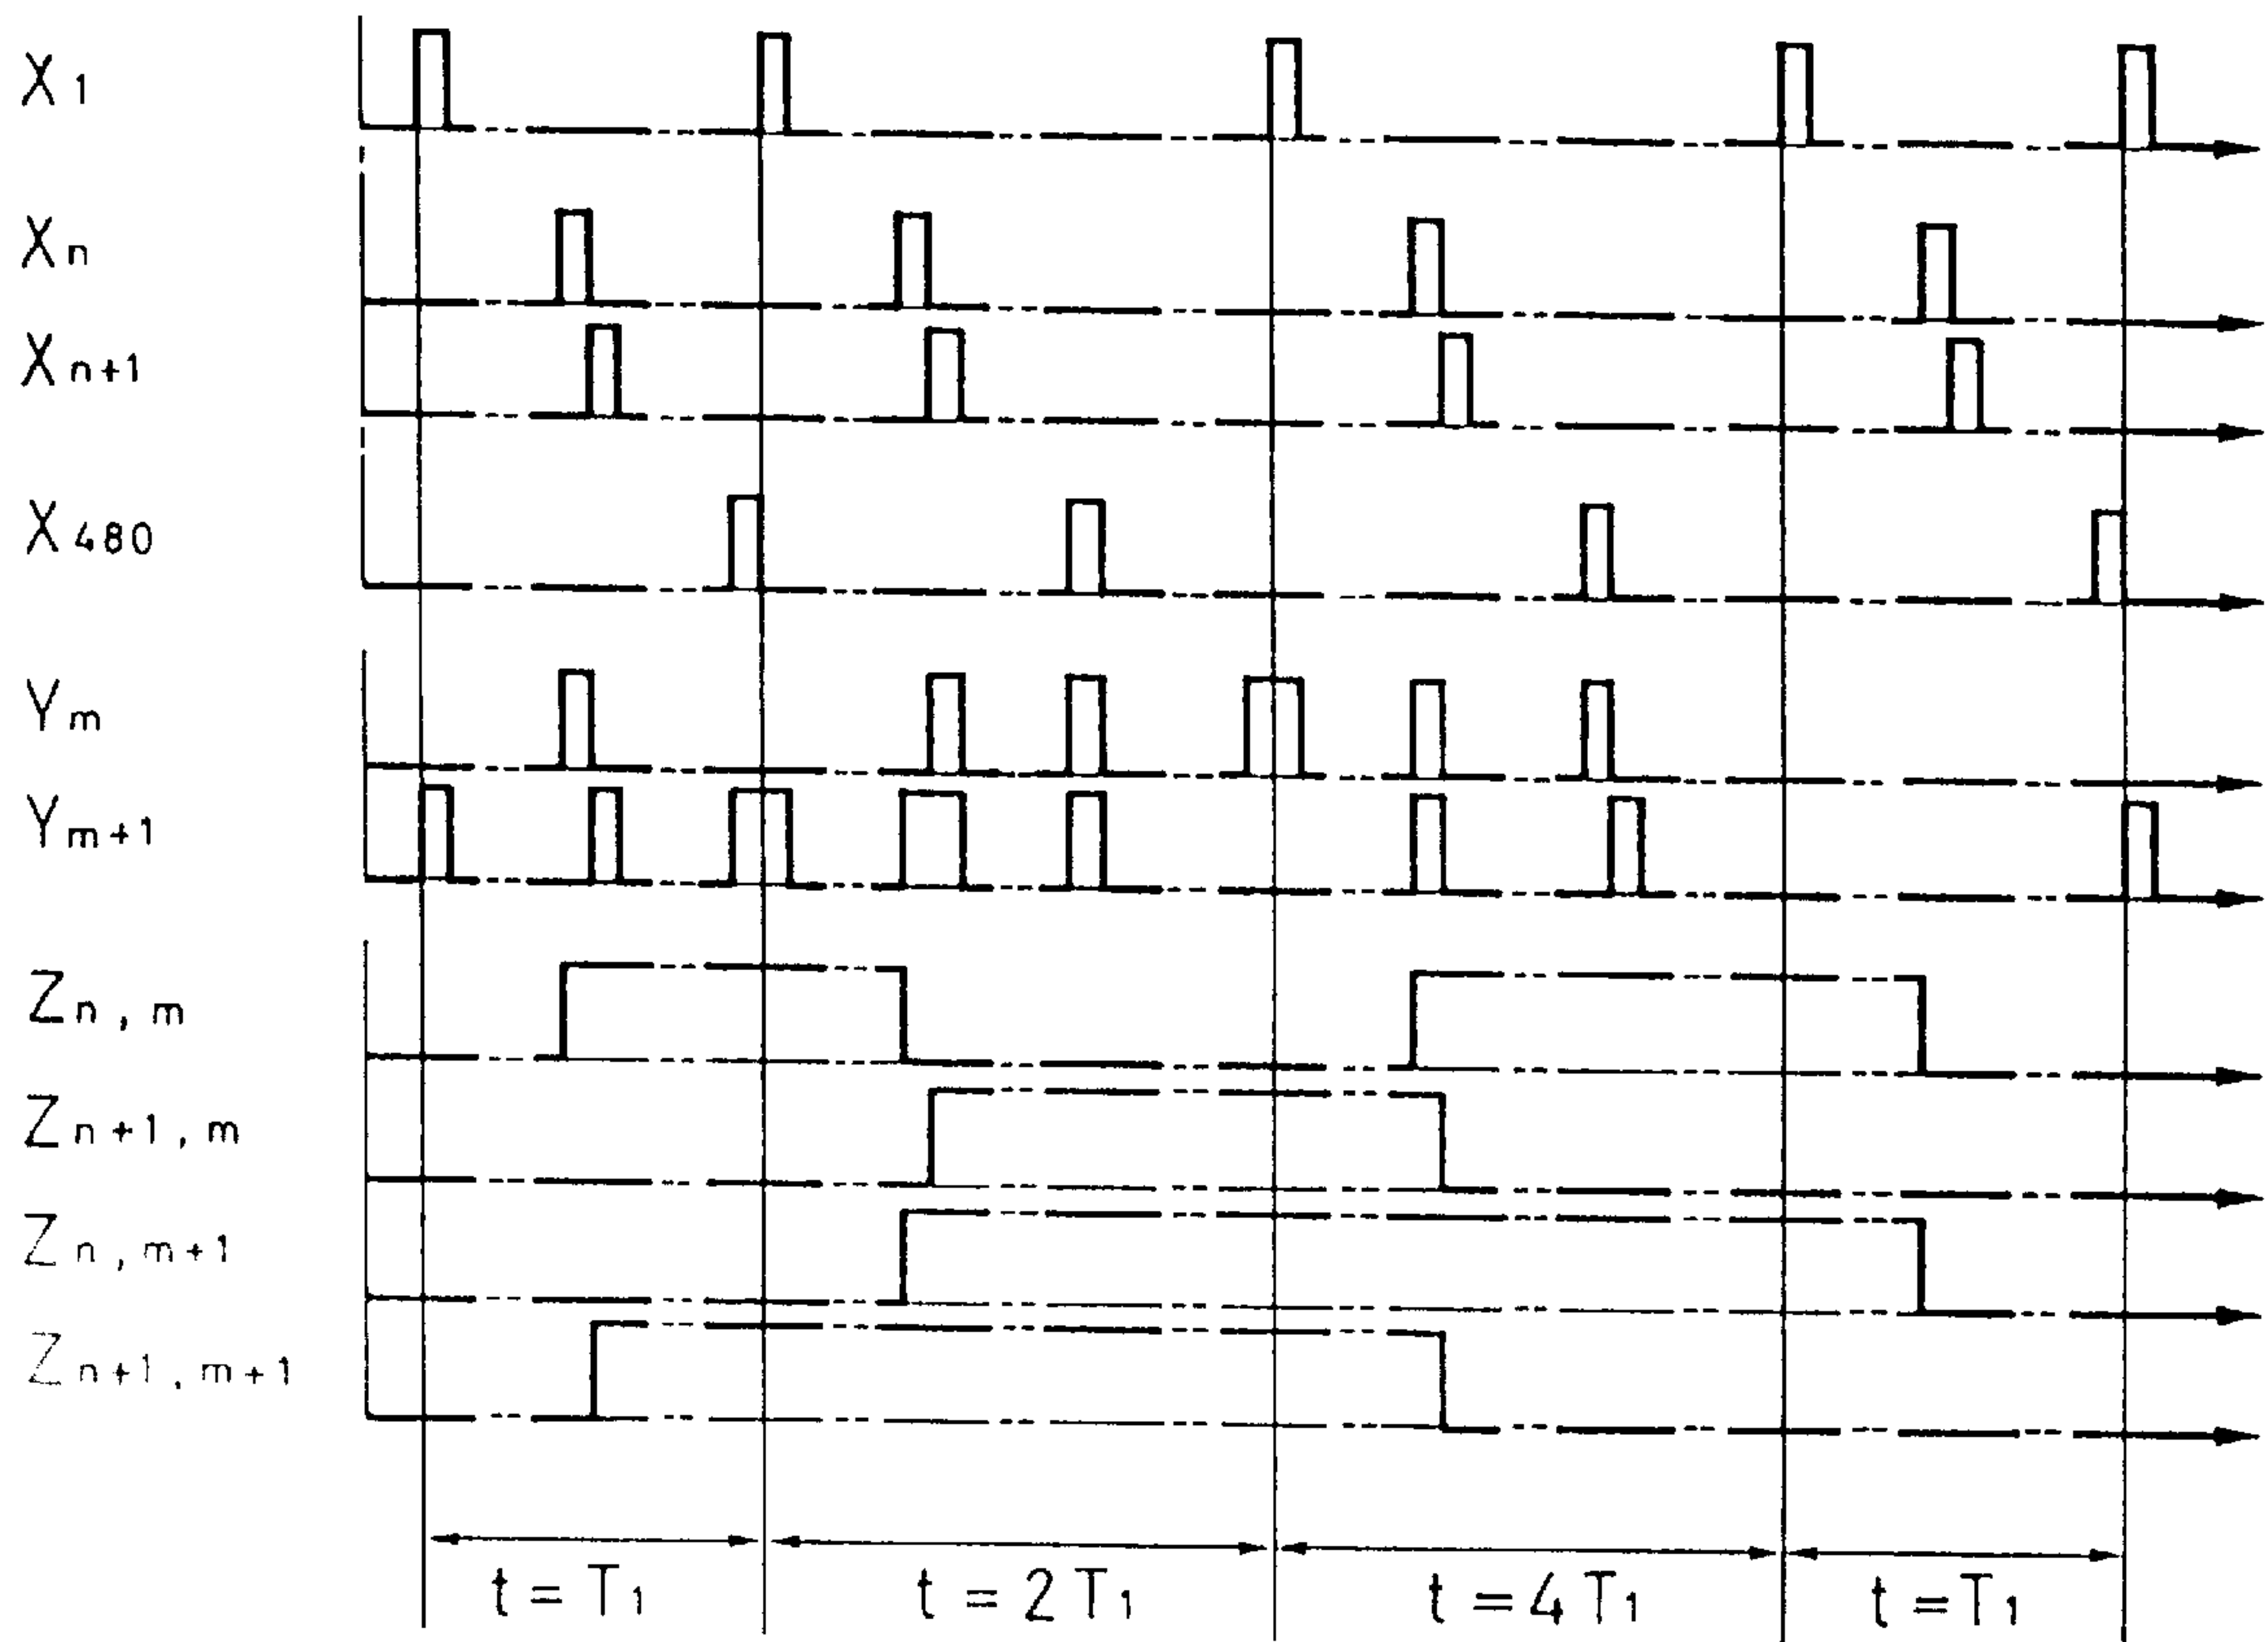 X1
Xn
Xn+1
X480
Ym
Ym+1
Zn, m
Zn+1, m
Zn, m+1
Zn+1, m+1
t = T1 t = 2T1 t = 4T1 t = T1